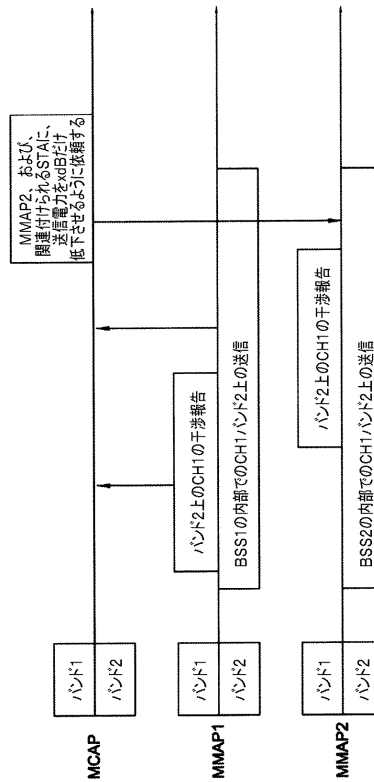 MCAP
バンド1
バンド2
MMAP2、および、
関連付けられるSTAに、
送信電力をxdBだけ
低下させるように依頼する
MMAP1
バンド1
バンド2
バンド2上のCH1の干渉報告
BSS1の内部でのCH1バンド2上の送信
MMAP2
バンド1
バンド2
バンド2上のCH1の干渉報告
BSS2の内部でのCH1バンド2上の送信